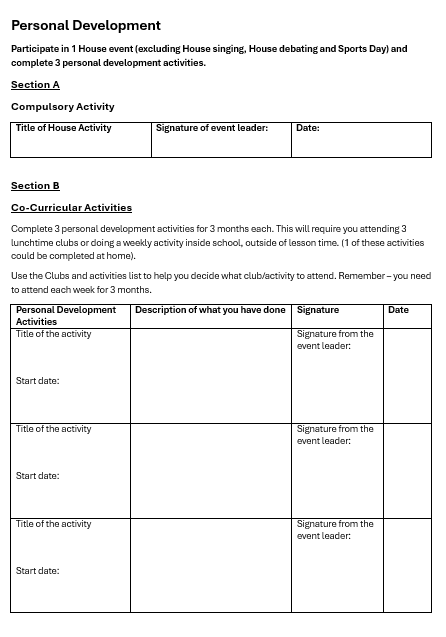 Personal Development
Participate in 1 House event (excluding House singing, House debating and Sports Day) and
complete 3 personal development activities.
Section A
Compulsory Activity
Title of House Activity
Signature of event leader:
Date:
Section B
Co-Curricular Activities
Complete 3 personal development activities for 3 months each. This will require you attending 3
lunchtime clubs or doing a weekly activity inside school, outside of lesson time. (1 of these activities
could be completed at home).
Use the Clubs and activities list to help you decide what club/activity to attend. Remember – you need
to attend each week for 3 months.
Personal Development
Activities
Description of what you have done
Signature
Date
Title of the activity
Signature from the
event leader:
Start date:
Title of the activity
Signature from the
event leader:
Start date:
Title of the activity
Signature from the
event leader:
Start date: